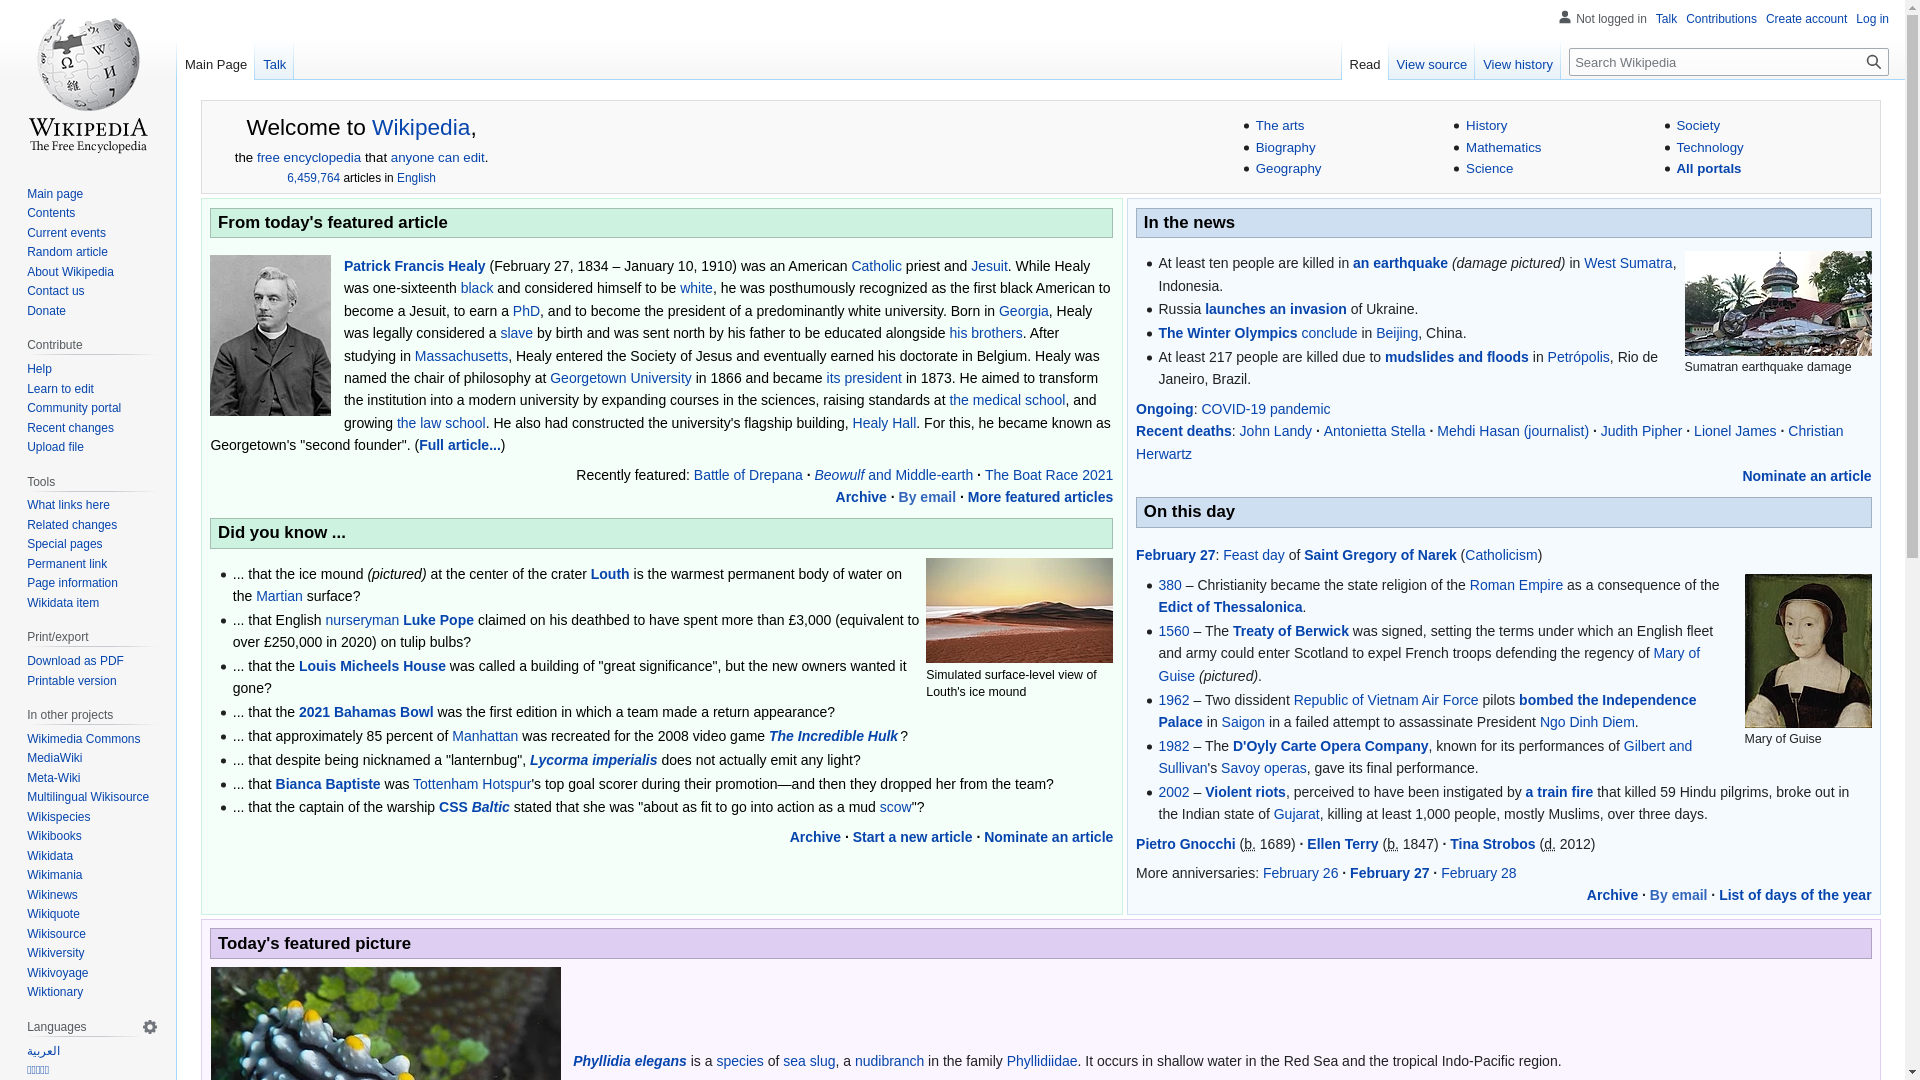 Not logged in Talk Contributions Create account Log in
Main Page Talk
Read View source View history
Search Wikipedia
WIKIPEDIA
The Free Encyclopedia
Main page
Contents
Current events
Random article
About Wikipedia
Contact us
Donate
Contribute
Help
Learn to edit
Community portal
Recent changes
Upload file
Tools
What links here
Related changes
Special pages
Permanent link
Page information
Wikidata item
Print/export
Download as PDF
Printable version
In other projects
Wikimedia Commons
MediaWiki
Meta-Wiki
Multilingual Wikisource
Wikispecies
Wikibooks
Wikidata
Wikimania
Wikinews
Wikiquote
Wikisource
Wikiversity
Wikivoyage
Wiktionary
Languages
العربية
Welcome to Wikipedia,
the free encyclopedia that anyone can edit.
6,459,764 articles in English
The arts
Biography
Geography
History
Mathematics
Science
Society
Technology
All portals
From today's featured article
Patrick Francis Healy (February 27, 1834 – January 10, 1910) was an American Catholic priest and Jesuit. While Healy
was one-sixteenth black and considered himself to be white, he was posthumously recognized as the first black American to
become a Jesuit, to earn a PhD, and to become the president of a predominantly white university. Born in Georgia, Healy
was legally considered a slave by birth and was sent north by his father to be educated alongside his brothers. After
studying in Massachusetts, Healy entered the Society of Jesus and eventually earned his doctorate in Belgium. Healy was
named the chair of philosophy at Georgetown University in 1866 and became its president in 1873. He aimed to transform
the institution into a modern university by expanding courses in the sciences, raising standards at the medical school, and
growing the law school. He also had constructed the university's flagship building, Healy Hall. For this, he became known as
Georgetown's "second founder". (Full article...)
Recently featured: Battle of Drepana · Beowulf and Middle-earth · The Boat Race 2021
Archive · By email · More featured articles
Did you know ...
... that the ice mound (pictured) at the center of the crater Louth is the warmest permanent body of water on
the Martian surface?
... that English nurseryman Luke Pope claimed on his deathbed to have spent more than £3,000 (equivalent to
over £250,000 in 2020) on tulip bulbs?
... that the Louis Micheels House was called a building of "great significance", but the new owners wanted it
gone?
... that the 2021 Bahamas Bowl was the first edition in which a team made a return appearance?
... that approximately 85 percent of Manhattan was recreated for the 2008 video game The Incredible Hulk?
... that despite being nicknamed a "lanternbug", Lycorma imperialis does not actually emit any light?
... that Bianca Baptiste was Tottenham Hotspur's top goal scorer during their promotion—and then they dropped her from the team?
... that the captain of the warship CSS Baltic stated that she was "about as fit to go into action as a mud scow"?
Simulated surface-level view of
Louth's ice mound
Archive · Start a new article · Nominate an article
In the news
At least ten people are killed in an earthquake (damage pictured) in West Sumatra,
Indonesia.
Russia launches an invasion of Ukraine.
The Winter Olympics conclude in Beijing, China.
At least 217 people are killed due to mudslides and floods in Petrópolis, Rio de
Janeiro, Brazil.
Sumatran earthquake damage
Ongoing: COVID-19 pandemic
Recent deaths: John Landy · Antonietta Stella · Mehdi Hasan (journalist) · Judith Pipher · Lionel James · Christian
Herwartz
Nominate an article
On this day
February 27: Feast day of Saint Gregory of Narek (Catholicism)
380 – Christianity became the state religion of the Roman Empire as a consequence of the
Edict of Thessalonica.
1560 – The Treaty of Berwick was signed, setting the terms under which an English fleet
and army could enter Scotland to expel French troops defending the regency of Mary of
Guise (pictured).
1962 – Two dissident Republic of Vietnam Air Force pilots bombed the Independence
Palace in Saigon in a failed attempt to assassinate President Ngo Dinh Diem.
1982 – The D'Oyly Carte Opera Company, known for its performances of Gilbert and
Sullivan's Savoy operas, gave its final performance.
2002 – Violent riots, perceived to have been instigated by a train fire that killed 59 Hindu pilgrims, broke out in
the Indian state of Gujarat, killing at least 1,000 people, mostly Muslims, over three days.
Mary of Guise
Pietro Gnocchi (b. 1689) · Ellen Terry (b. 1847) · Tina Strobos (d. 2012)
More anniversaries: February 26 · February 27 · February 28
Archive · By email · List of days of the year
Today's featured picture
Phyllidia elegans is a species of sea slug, a nudibranch in the family Phyllidiidae. It occurs in shallow water in the Red Sea and the tropical Indo-Pacific region.